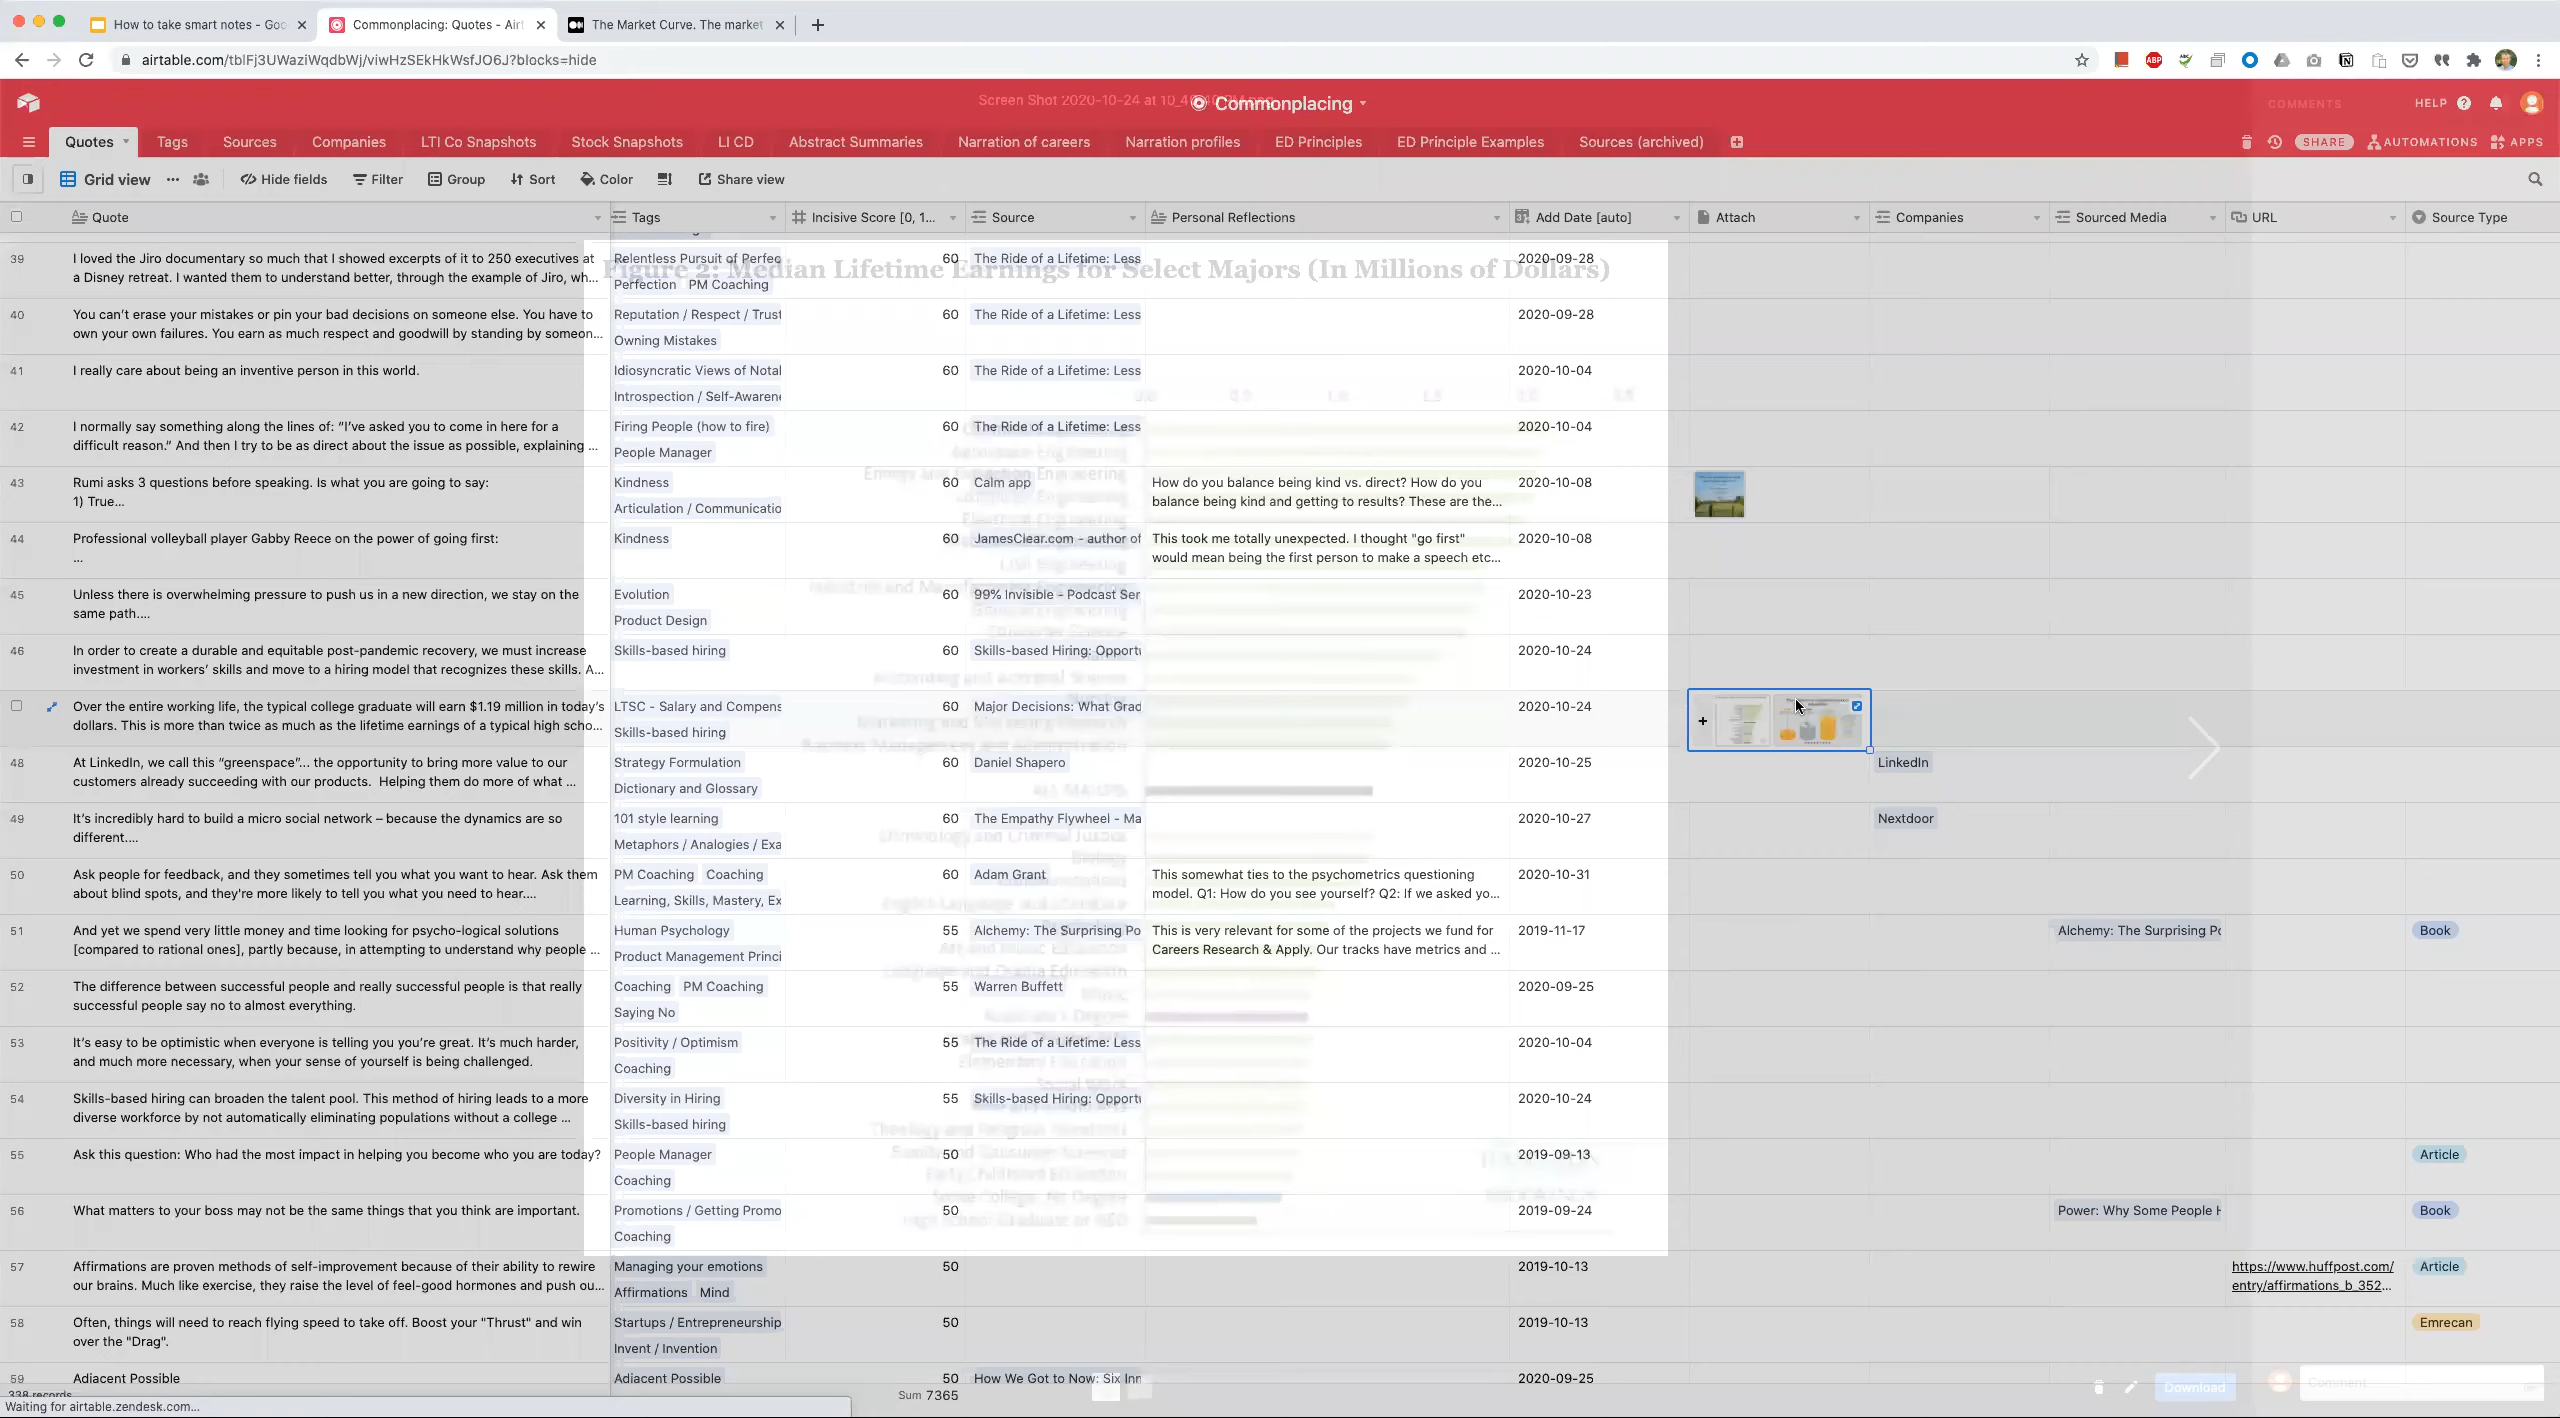 How to take smart notes - Goo
Commonplacing: Quotes - Airt
The Market Curve. The market
airtable.com/tblFj3UWaziWqdbWj/viwHzSEkHkWsfJO6J?blocks=hide
Screen Shot 2020-10-24 at 10_4
Commonplacing
COMMENTS
HELP
Quotes
Tags
Sources
Companies
LTI Co Snapshots
Stock Snapshots
LI CD
Abstract Summaries
Narration of careers
Narration profiles
ED Principles
ED Principle Examples
Sources (archived)
SHARE
AUTOMATIONS
APPS
Grid view
Hide fields
Filter
Group
Sort
Color
Share view
Quote
Tags
Incisive Score [0, 1...
Source
Personal Reflections
Add Date [auto]
Attach
Companies
Sourced Media
URL
Source Type
Figure 2: Median Lifetime Earnings for Select Majors (In Millions of Dollars)
39
I loved the Jiro documentary so much that I showed excerpts of it to 250 executives at
a Disney retreat. I wanted them to understand better, through the example of Jiro, wh...
Relentless Pursuit of Perfec
Perfection PM Coaching
60
The Ride of a Lifetime: Less
2020-09-28
40
You can't erase your mistakes or pin your bad decisions on someone else. You have to
own your own failures. You earn as much respect and goodwill by standing by someon...
Reputation / Respect / Trust
Owning Mistakes
60
The Ride of a Lifetime: Less
2020-09-28
41
I really care about being an inventive person in this world.
Idiosyncratic Views of Notal
Introspection / Self-Awarene
60
The Ride of a Lifetime: Less
2020-10-04
42
I normally say something along the lines of: "I've asked you to come in here for a
difficult reason." And then I try to be as direct about the issue as possible, explaining ...
Firing People (how to fire)
People Manager
60
The Ride of a Lifetime: Less
2020-10-04
43
Rumi asks 3 questions before speaking. Is what you are going to say:
1) True...
Kindness
Articulation / Communicatio
60
Calm app
How do you balance being kind vs. direct? How do you
balance being kind and getting to results? These are the...
2020-10-08
44
Professional volleyball player Gabby Reece on the power of going first:
...
Kindness
60
JamesClear.com - author of
This took me totally unexpected. I thought "go first"
would mean being the first person to make a speech etc...
2020-10-08
45
Unless there is overwhelming pressure to push us in a new direction, we stay on the
same path....
Evolution
Product Design
60
99% Invisible - Podcast Ser
2020-10-23
46
In order to create a durable and equitable post-pandemic recovery, we must increase
investment in workers' skills and move to a hiring model that recognizes these skills. A...
Skills-based hiring
60
Skills-based Hiring: Opportu
2020-10-24
Over the entire working life, the typical college graduate will earn $1.19 million in today's
dollars. This is more than twice as much as the lifetime earnings of a typical high scho...
LTSC - Salary and Compens
Skills-based hiring
60
Major Decisions: What Grad
2020-10-24
48
At LinkedIn, we call this "greenspace"... the opportunity to bring more value to our
customers already succeeding with our products. Helping them do more of what ...
Strategy Formulation
Dictionary and Glossary
60
Daniel Shapero
2020-10-25
LinkedIn
49
It's incredibly hard to build a micro social network – because the dynamics are so
different....
101 style learning
Metaphors / Analogies / Exa
60
The Empathy Flywheel - Ma
2020-10-27
Nextdoor
50
Ask people for feedback, and they sometimes tell you what you want to hear. Ask them
about blind spots, and they're more likely to tell you what you need to hear....
PM Coaching Coaching
Learning, Skills, Mastery, Ex
60
Adam Grant
This somewhat ties to the psychometrics questioning
model. Q1: How do you see yourself? Q2: If we asked yo...
2020-10-31
51
And yet we spend very little money and time looking for psycho-logical solutions
[compared to rational ones], partly because, in attempting to understand why people ...
Human Psychology
Product Management Princi
55
Alchemy: The Surprising Po
This is very relevant for some of the projects we fund for
Careers Research & Apply. Our tracks have metrics and ...
2019-11-17
Alchemy: The Surprising Po
Book
52
The difference between successful people and really successful people is that really
successful people say no to almost everything.
Coaching PM Coaching
Saying No
55
Warren Buffett
2020-09-25
53
It's easy to be optimistic when everyone is telling you you're great. It's much harder,
and much more necessary, when your sense of yourself is being challenged.
Positivity / Optimism
Coaching
55
The Ride of a Lifetime: Less
2020-10-04
54
Skills-based hiring can broaden the talent pool. This method of hiring leads to a more
diverse workforce by not automatically eliminating populations without a college ...
Diversity in Hiring
Skills-based hiring
55
Skills-based Hiring: Opportu
2020-10-24
55
Ask this question: Who had the most impact in helping you become who you are today?
People Manager
Coaching
50
2019-09-13
Article
56
What matters to your boss may not be the same things that you think are important.
Promotions / Getting Promo
Coaching
50
2019-09-24
Power: Why Some People H
Book
57
Affirmations are proven methods of self-improvement because of their ability to rewire
our brains. Much like exercise, they raise the level of feel-good hormones and push ou...
Managing your emotions
Affirmations Mind
50
2019-10-13
https://www.huffpost.com/
entry/affirmations_b_352...
Article
58
Often, things will need to reach flying speed to take off. Boost your "Thrust" and win
over the "Drag".
Startups / Entrepreneurship
Invent / Invention
50
2019-10-13
Emrecan
59
Adjacent Possible
Adjacent Possible
50
How We Got to Now: Six Inn
2020-09-25
338 records
Sum 7365
Download
Comment
Waiting for airtable.zendesk.com...